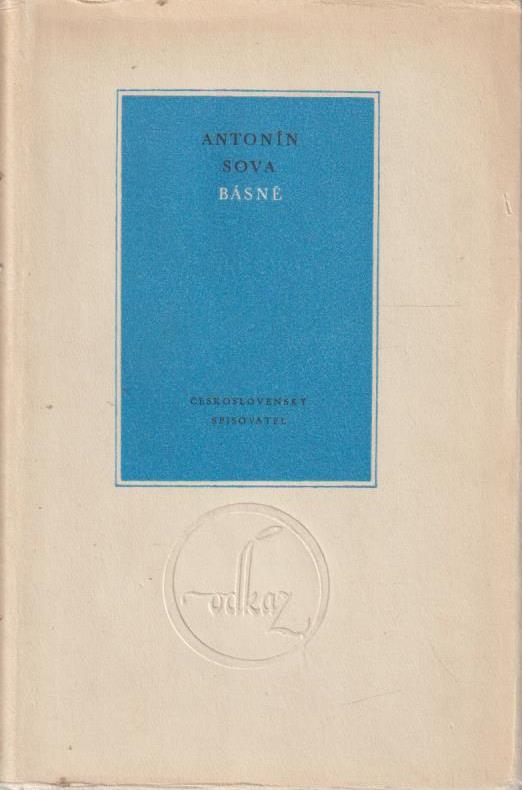 ANTONÍN
SOVA
BÁSNĚ
ČESKOSLOVENSKÝ
SPISOVATEL
odkaz